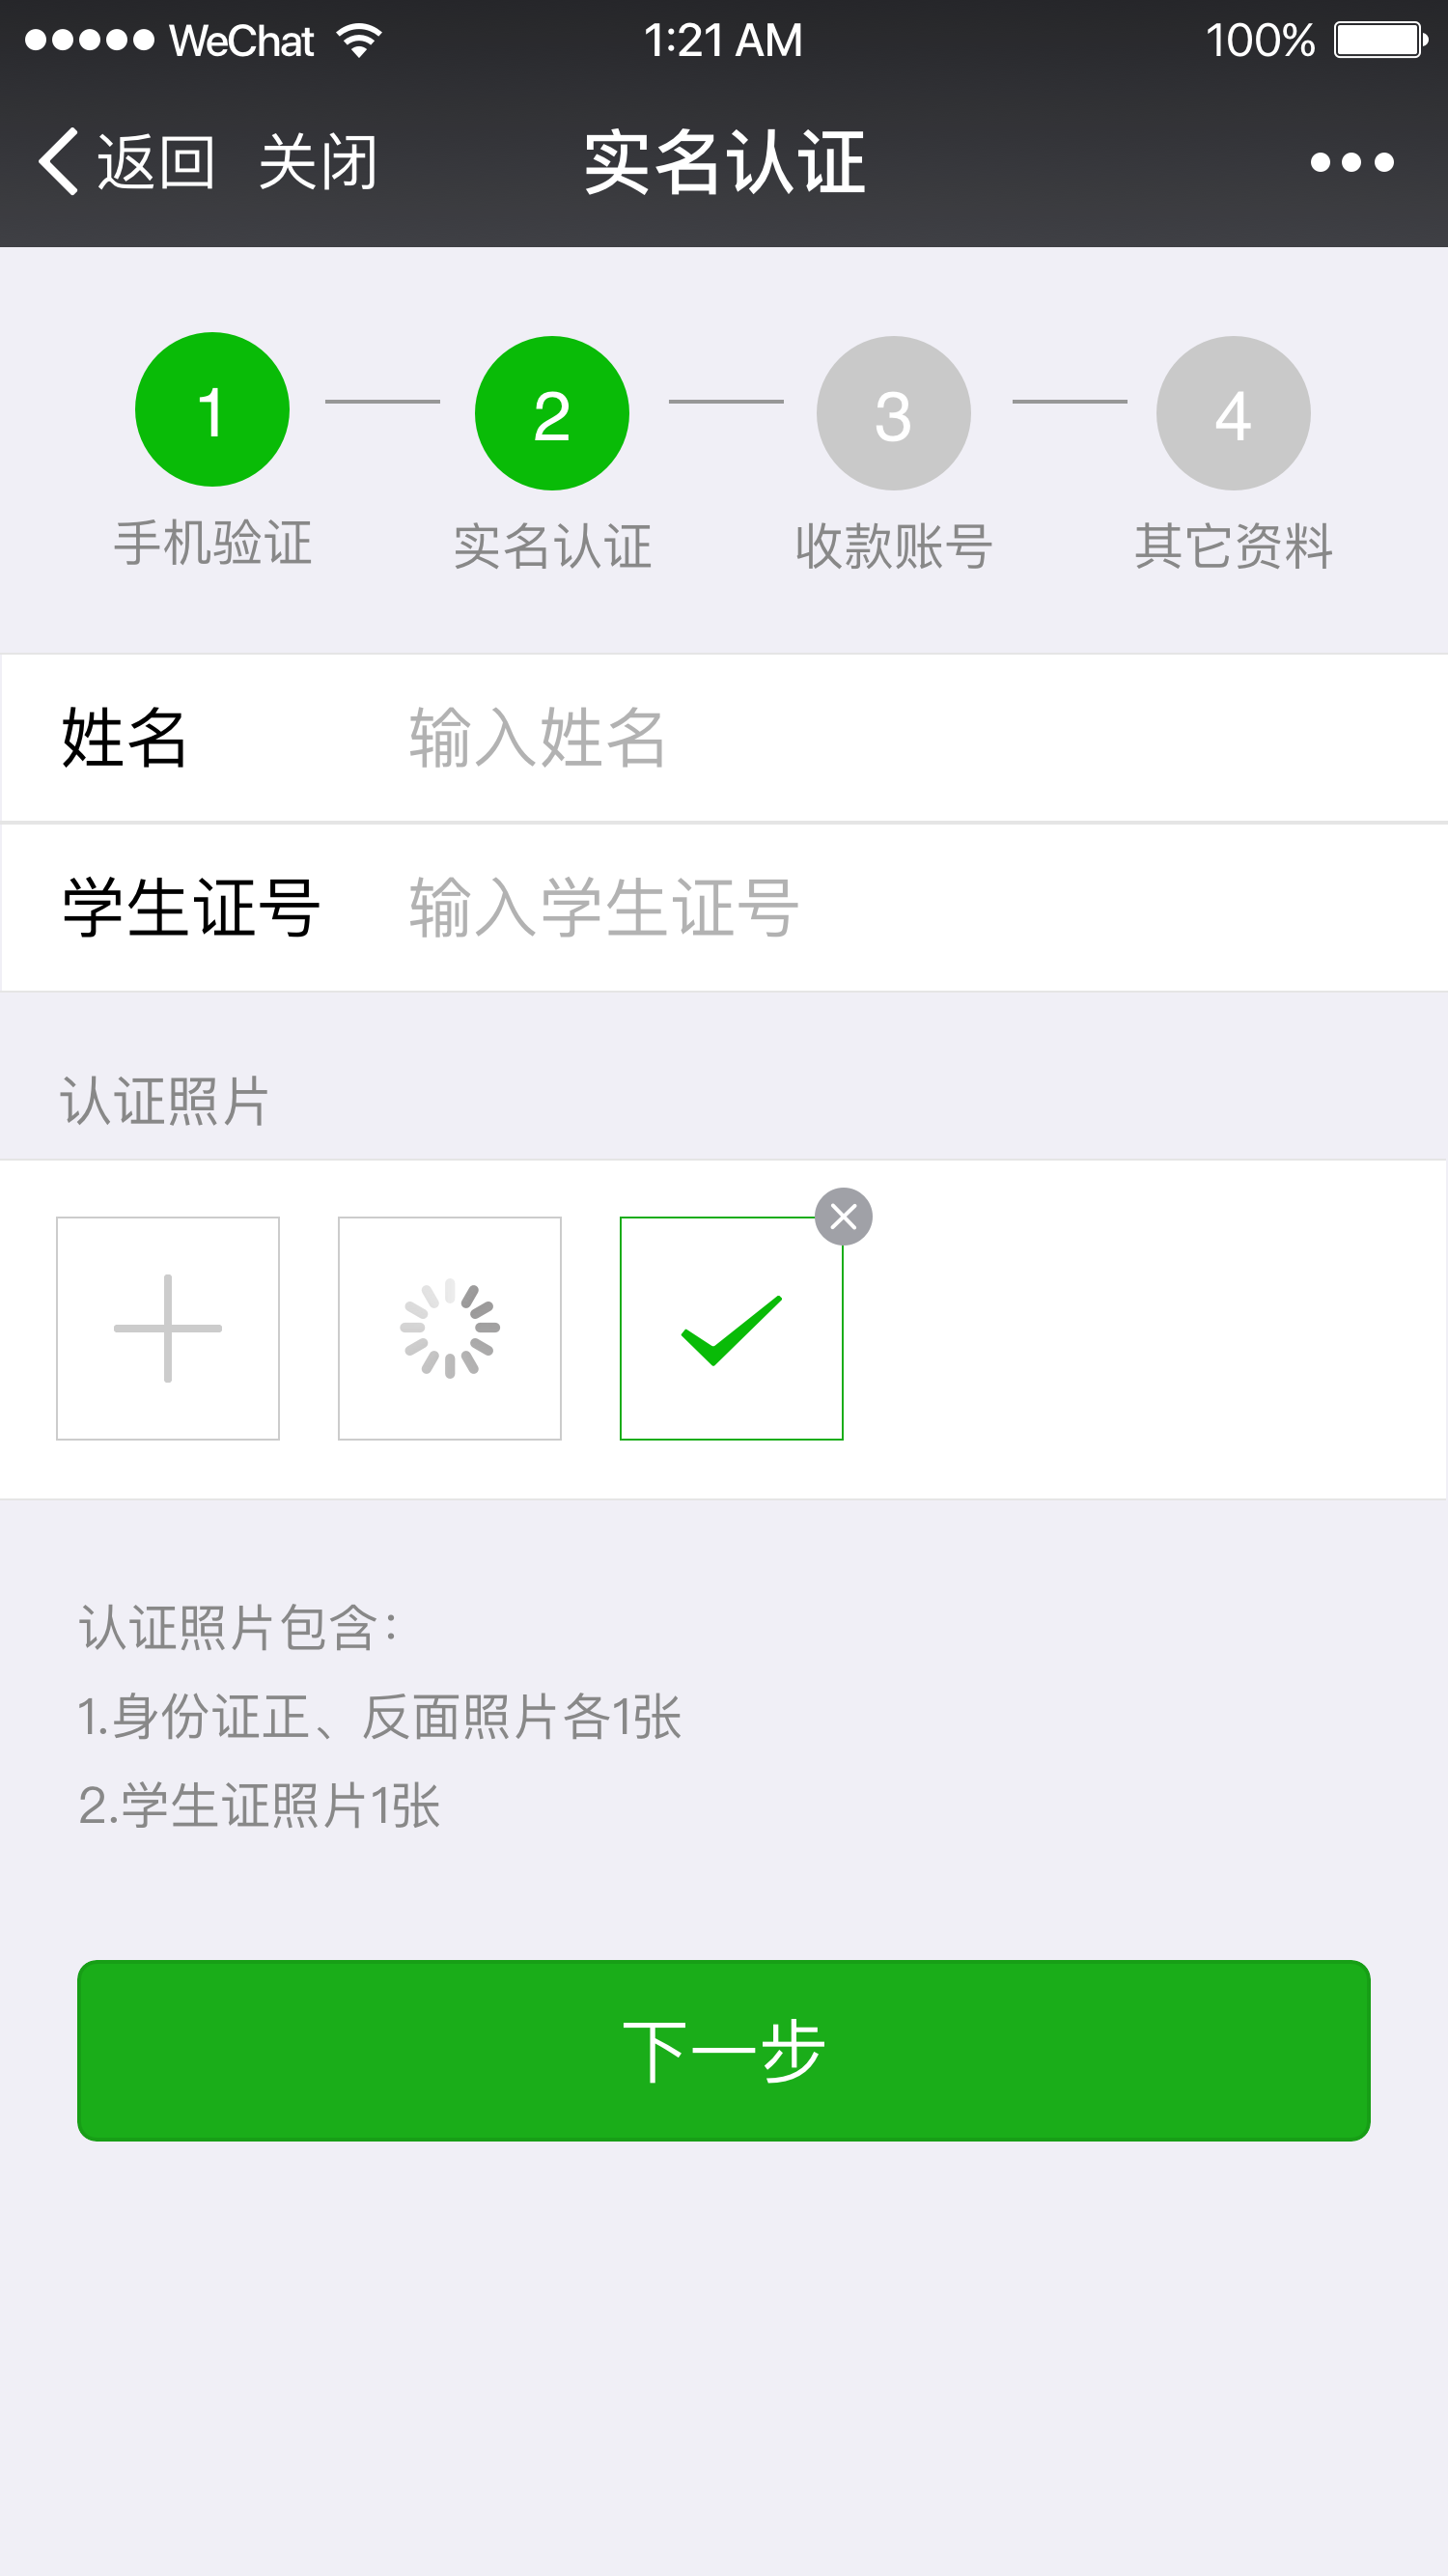 WeChat 1:21 AM 100%
返回 关闭 实名认证
1 2 3 4
手机验证 实名认证 收款账号 其它资料
姓名 输入姓名
学生证号 输入学生证号
认证照片
认证照片包含：
1.身份证正、反面照片各1张
2.学生证照片1张
下一步